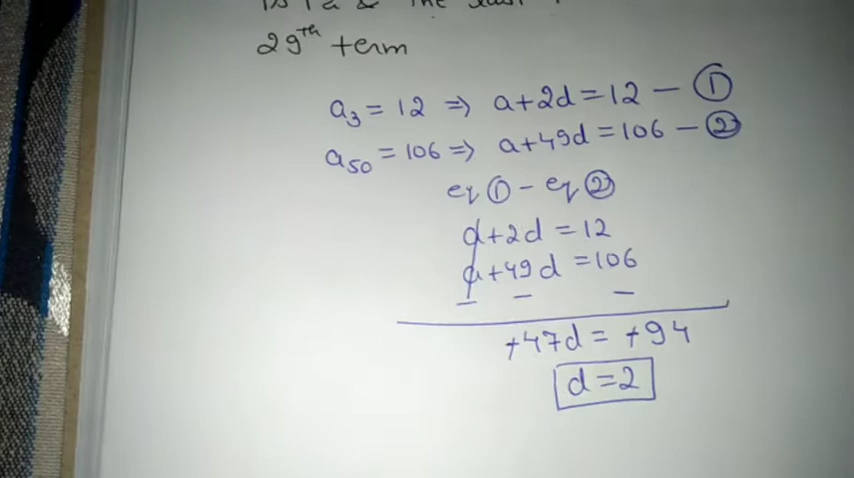 29th term
a3 = 12 ⇒ a+2d = 12 – ①
a50 = 106 ⇒ a+49d = 106 – ②
eq ① – eq ②
a+2d = 12
a+49d = 106
– – –
+47d = +94
d = 2